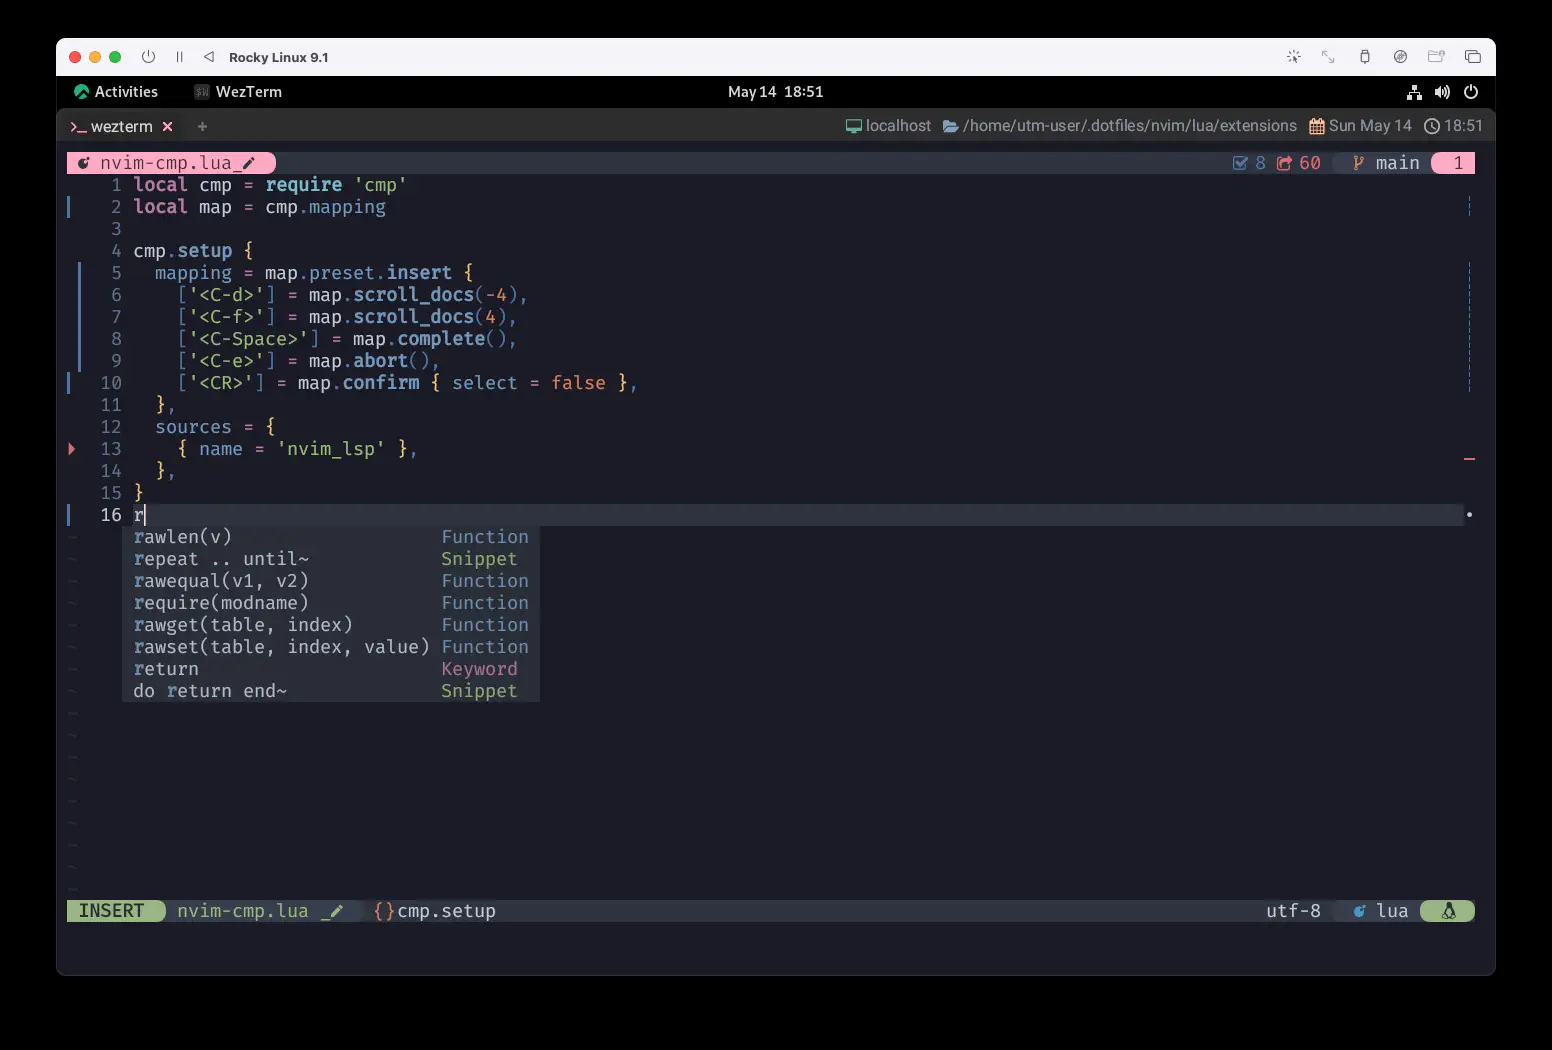 Rocky Linux 9.1
Activities WezTerm May 14 18:51
>_ wezterm × + localhost /home/utm-user/.dotfiles/nvim/lua/extensions Sun May 14 18:51
nvim-cmp.lua_ 8 60 main 1
1 local cmp = require 'cmp'
2 local map = cmp.mapping
3
4 cmp.setup {
5 mapping = map.preset.insert {
6 ['<C-d>'] = map.scroll_docs(-4),
7 ['<C-f>'] = map.scroll_docs(4),
8 ['<C-Space>'] = map.complete(),
9 ['<C-e>'] = map.abort(),
10 ['<CR>'] = map.confirm { select = false },
11 },
12 sources = {
13 { name = 'nvim_lsp' },
14 },
15 }
16 r
rawlen(v) Function
repeat .. until~ Snippet
rawequal(v1, v2) Function
require(modname) Function
rawget(table, index) Function
rawset(table, index, value) Function
return Keyword
do return end~ Snippet
INSERT nvim-cmp.lua _ {}cmp.setup utf-8 lua